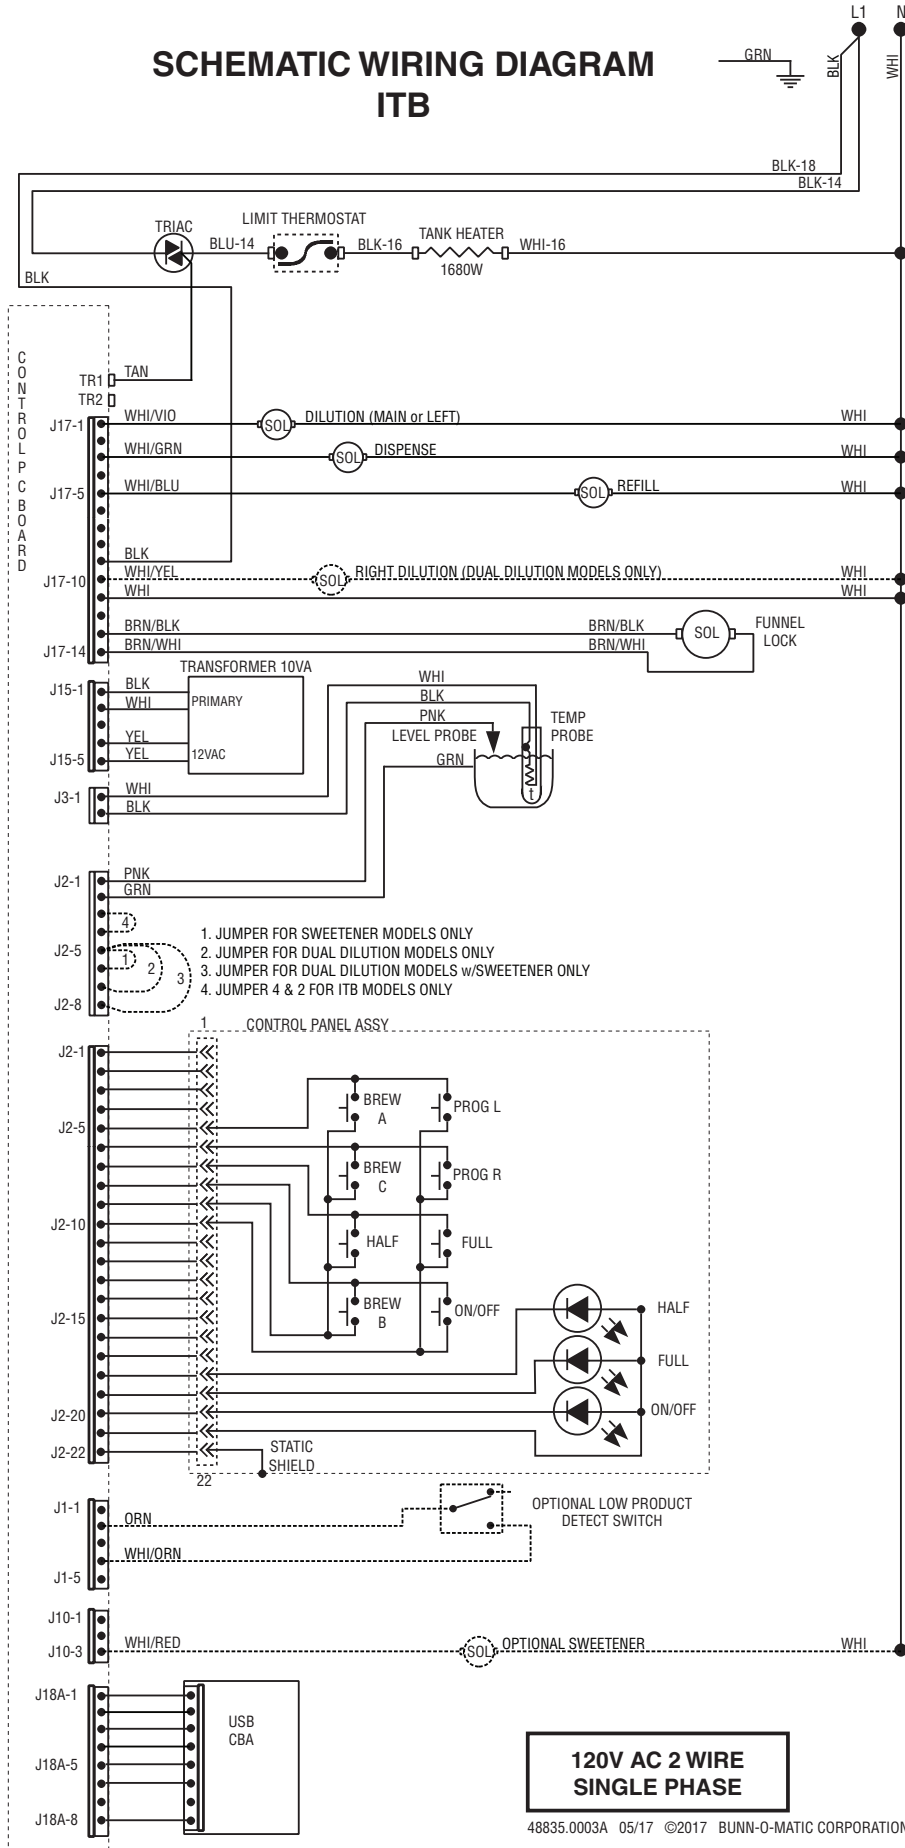 L1
N
SCHEMATIC WIRING DIAGRAM
ITB
GRN
BLK
WHI
BLK-18
BLK-14
TRIAC
LIMIT THERMOSTAT
BLU-14
BLK-16
TANK HEATER
1680W
WHI-16
BLK
CONTROL PC BOARD
TR1
TAN
TR2
J17-1
WHI/VIO
SOL
DILUTION (MAIN or LEFT)
WHI
WHI/GRN
SOL
DISPENSE
WHI
J17-5
WHI/BLU
SOL
REFILL
WHI
BLK
J17-10
WHI/YEL
SOL
RIGHT DILUTION (DUAL DILUTION MODELS ONLY)
WHI
WHI
WHI
BRN/BLK
BRN/BLK
SOL
FUNNEL
LOCK
J17-14
BRN/WHI
BRN/WHI
TRANSFORMER 10VA
J15-1
BLK
WHI
PRIMARY
YEL
J15-5
YEL
12VAC
WHI
BLK
PNK
LEVEL PROBE
GRN
TEMP
PROBE
t
J3-1
WHI
BLK
J2-1
PNK
GRN
4
J2-5
1
2
3
J2-8
1. JUMPER FOR SWEETENER MODELS ONLY
2. JUMPER FOR DUAL DILUTION MODELS ONLY
3. JUMPER FOR DUAL DILUTION MODELS w/SWEETENER ONLY
4. JUMPER 4 & 2 FOR ITB MODELS ONLY
1
CONTROL PANEL ASSY
J2-1
J2-5
J2-10
J2-15
J2-20
J2-22
BREW
A
PROG L
BREW
C
PROG R
HALF
FULL
BREW
B
ON/OFF
HALF
FULL
ON/OFF
STATIC
SHIELD
22
J1-1
ORN
WHI/ORN
J1-5
OPTIONAL LOW PRODUCT
DETECT SWITCH
J10-1
J10-3
WHI/RED
SOL
OPTIONAL SWEETENER
WHI
J18A-1
J18A-5
J18A-8
USB
CBA
120V AC 2 WIRE
SINGLE PHASE
48835.0003A 05/17 ©2017 BUNN-O-MATIC CORPORATION